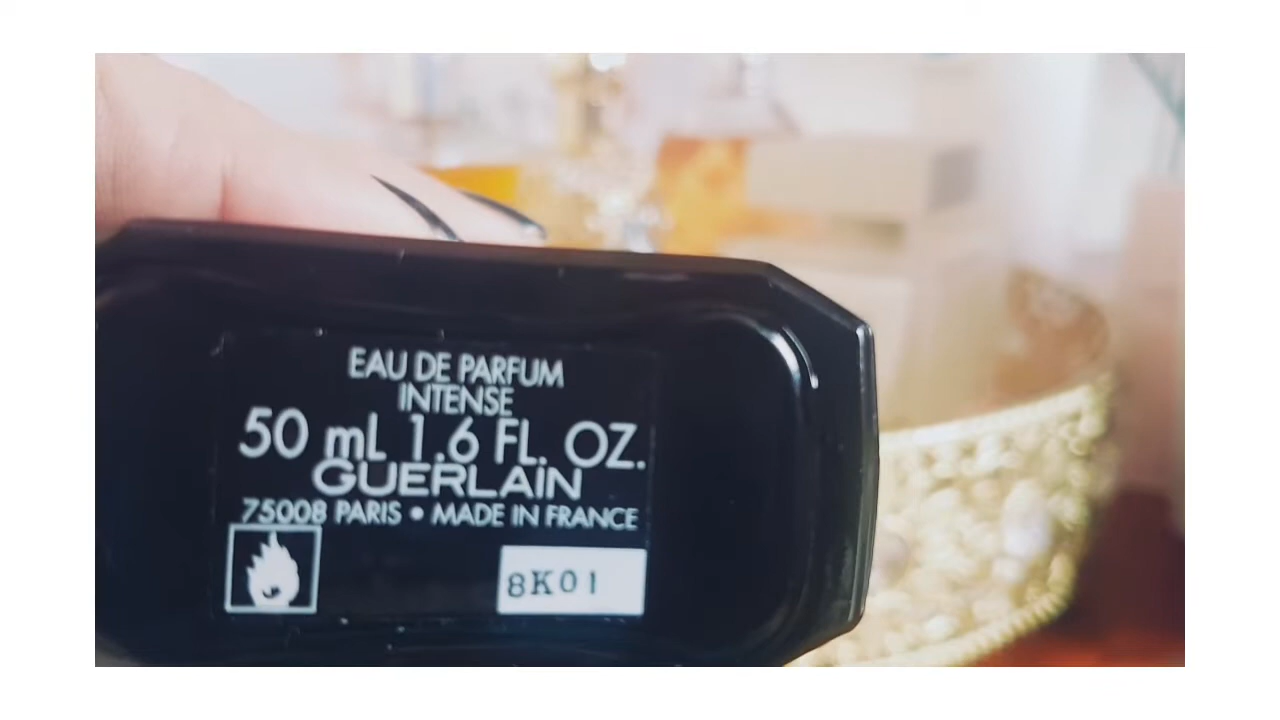 EAU DE PARFUM
INTENSE
50 mL 1.6 FL. OZ.
GUERLAIN
75008 PARIS • MADE IN FRANCE
8K01